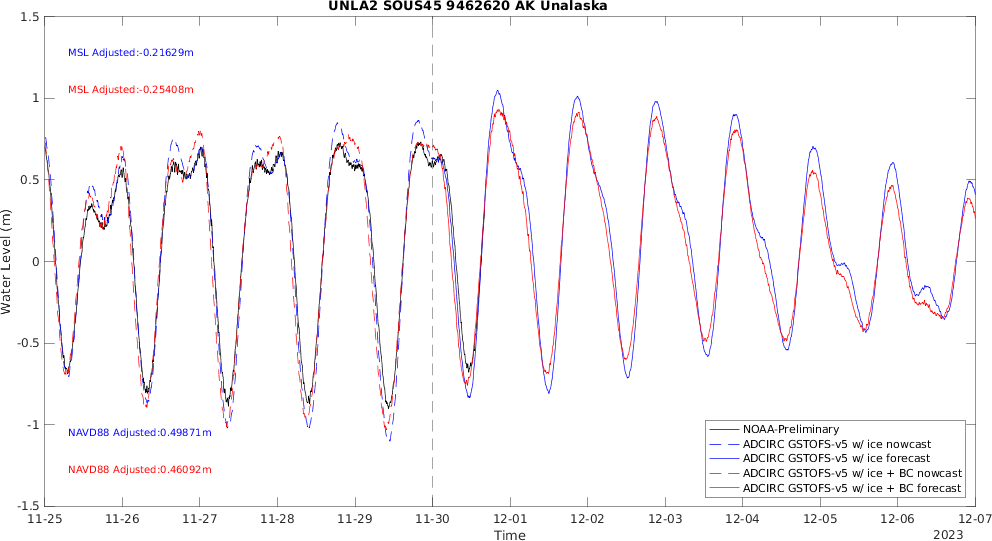 UNLA2 SOUS45 9462620 AK Unalaska
1.5
1
0.5
0
-0.5
-1
-1.5
Water Level (m)
MSL Adjusted:-0.21629m
MSL Adjusted:-0.25408m
NAVD88 Adjusted:0.49871m
NAVD88 Adjusted:0.46092m
NOAA-Preliminary
ADCIRC GSTOFS-v5 w/ ice nowcast
ADCIRC GSTOFS-v5 w/ ice forecast
ADCIRC GSTOFS-v5 w/ ice + BC nowcast
ADCIRC GSTOFS-v5 w/ ice + BC forecast
11-25 11-26 11-27 11-28 11-29 11-30 12-01 12-02 12-03 12-04 12-05 12-06 12-07
Time
2023